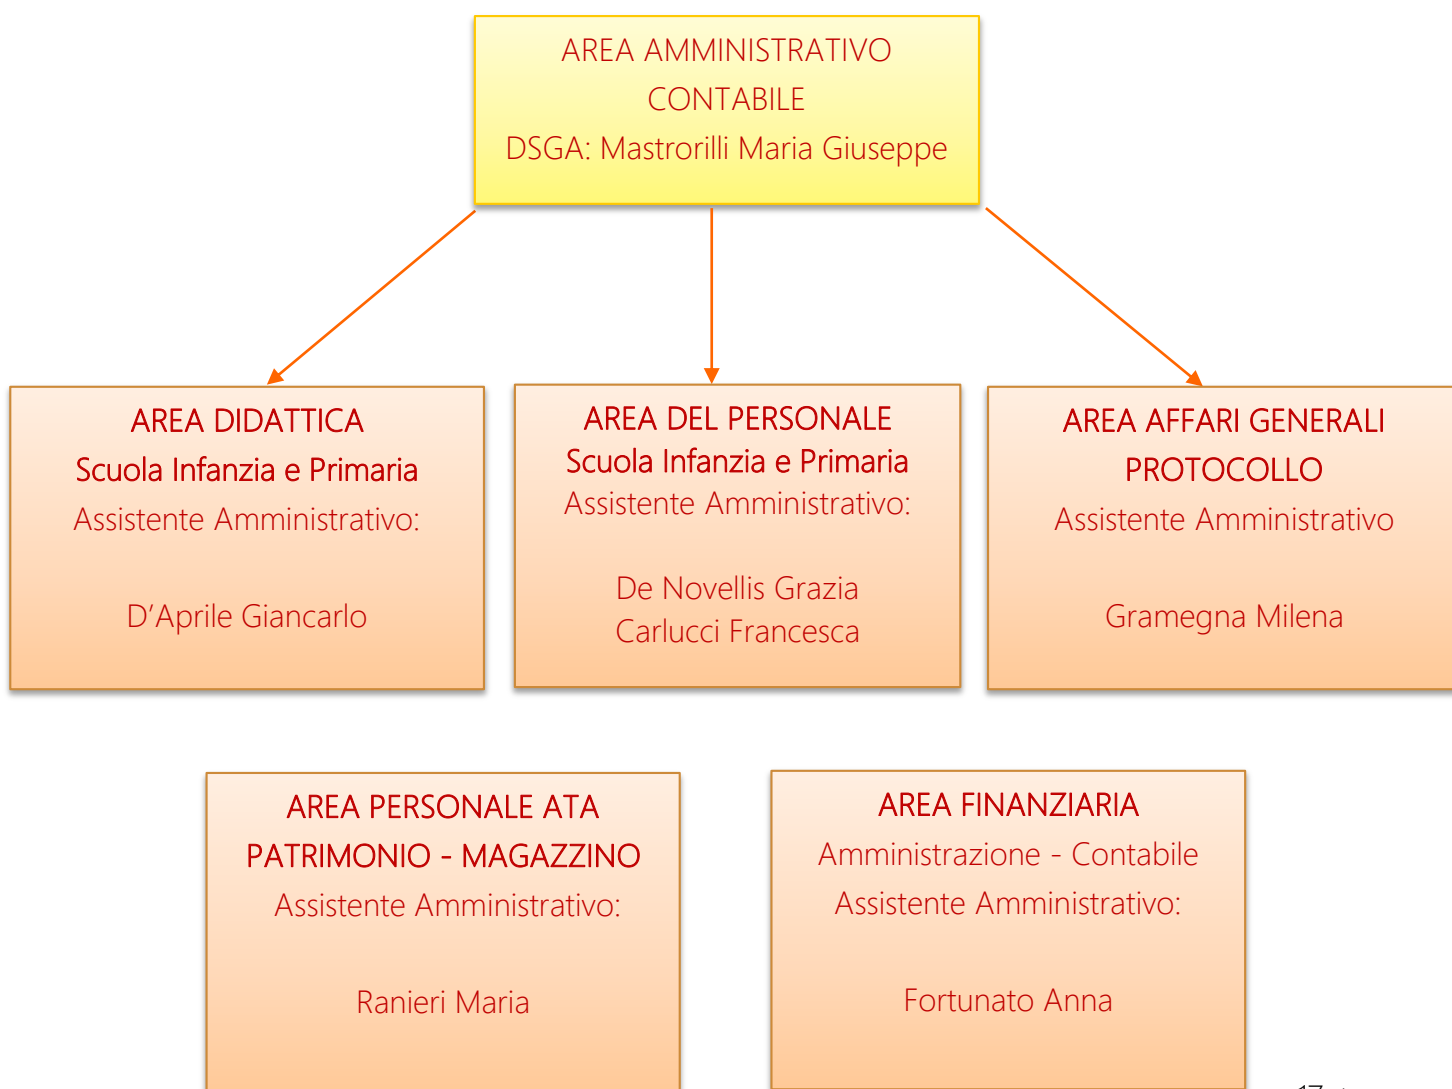 AREA AMMINISTRATIVO
CONTABILE
DSGA: Mastrorilli Maria Giuseppe
AREA DIDATTICA
Scuola Infanzia e Primaria
Assistente Amministrativo:
D’Aprile Giancarlo
AREA DEL PERSONALE
Scuola Infanzia e Primaria
Assistente Amministrativo:
De Novellis Grazia
Carlucci Francesca
AREA AFFARI GENERALI
PROTOCOLLO
Assistente Amministrativo
Gramegna Milena
AREA PERSONALE ATA
PATRIMONIO - MAGAZZINO
Assistente Amministrativo:
Ranieri Maria
AREA FINANZIARIA
Amministrazione - Contabile
Assistente Amministrativo:
Fortunato Anna